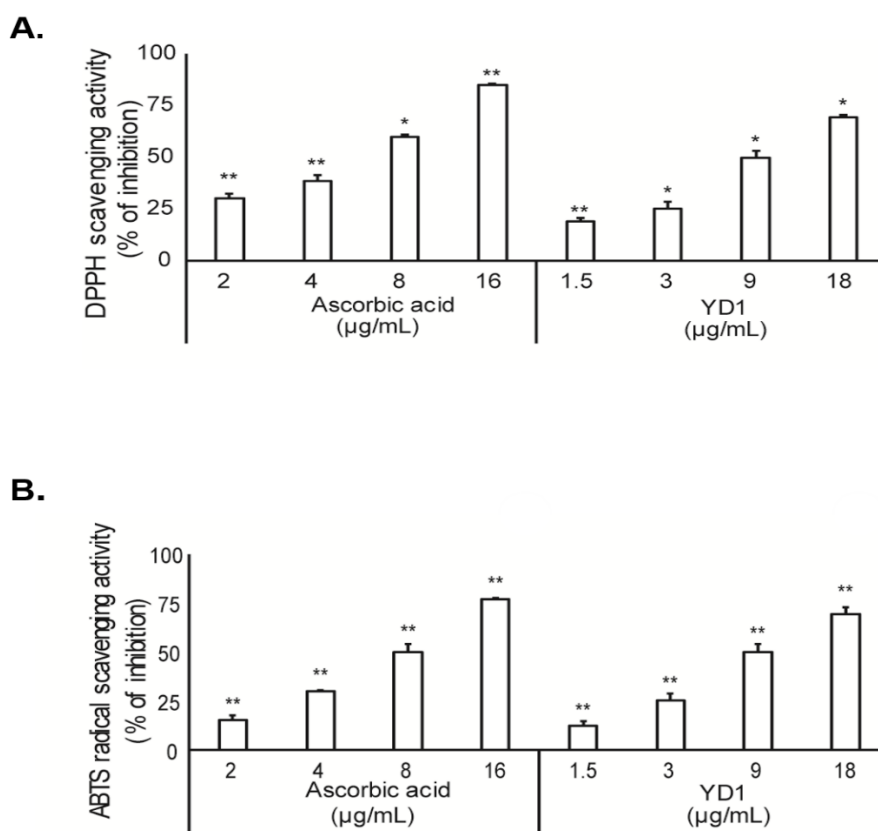 A.
DPPH scavenging activity
(% of inhibition)
100
75
50
25
0
** ** * ** ** * * *
2 4 8 16 1.5 3 9 18
Ascorbic acid YD1
(µg/mL) (µg/mL)
B.
ABTS radical scavenging activity
(% of inhibition)
100
75
50
25
0
** ** ** ** ** ** ** **
2 4 8 16 1.5 3 9 18
Ascorbic acid YD1
(µg/mL) (µg/mL)